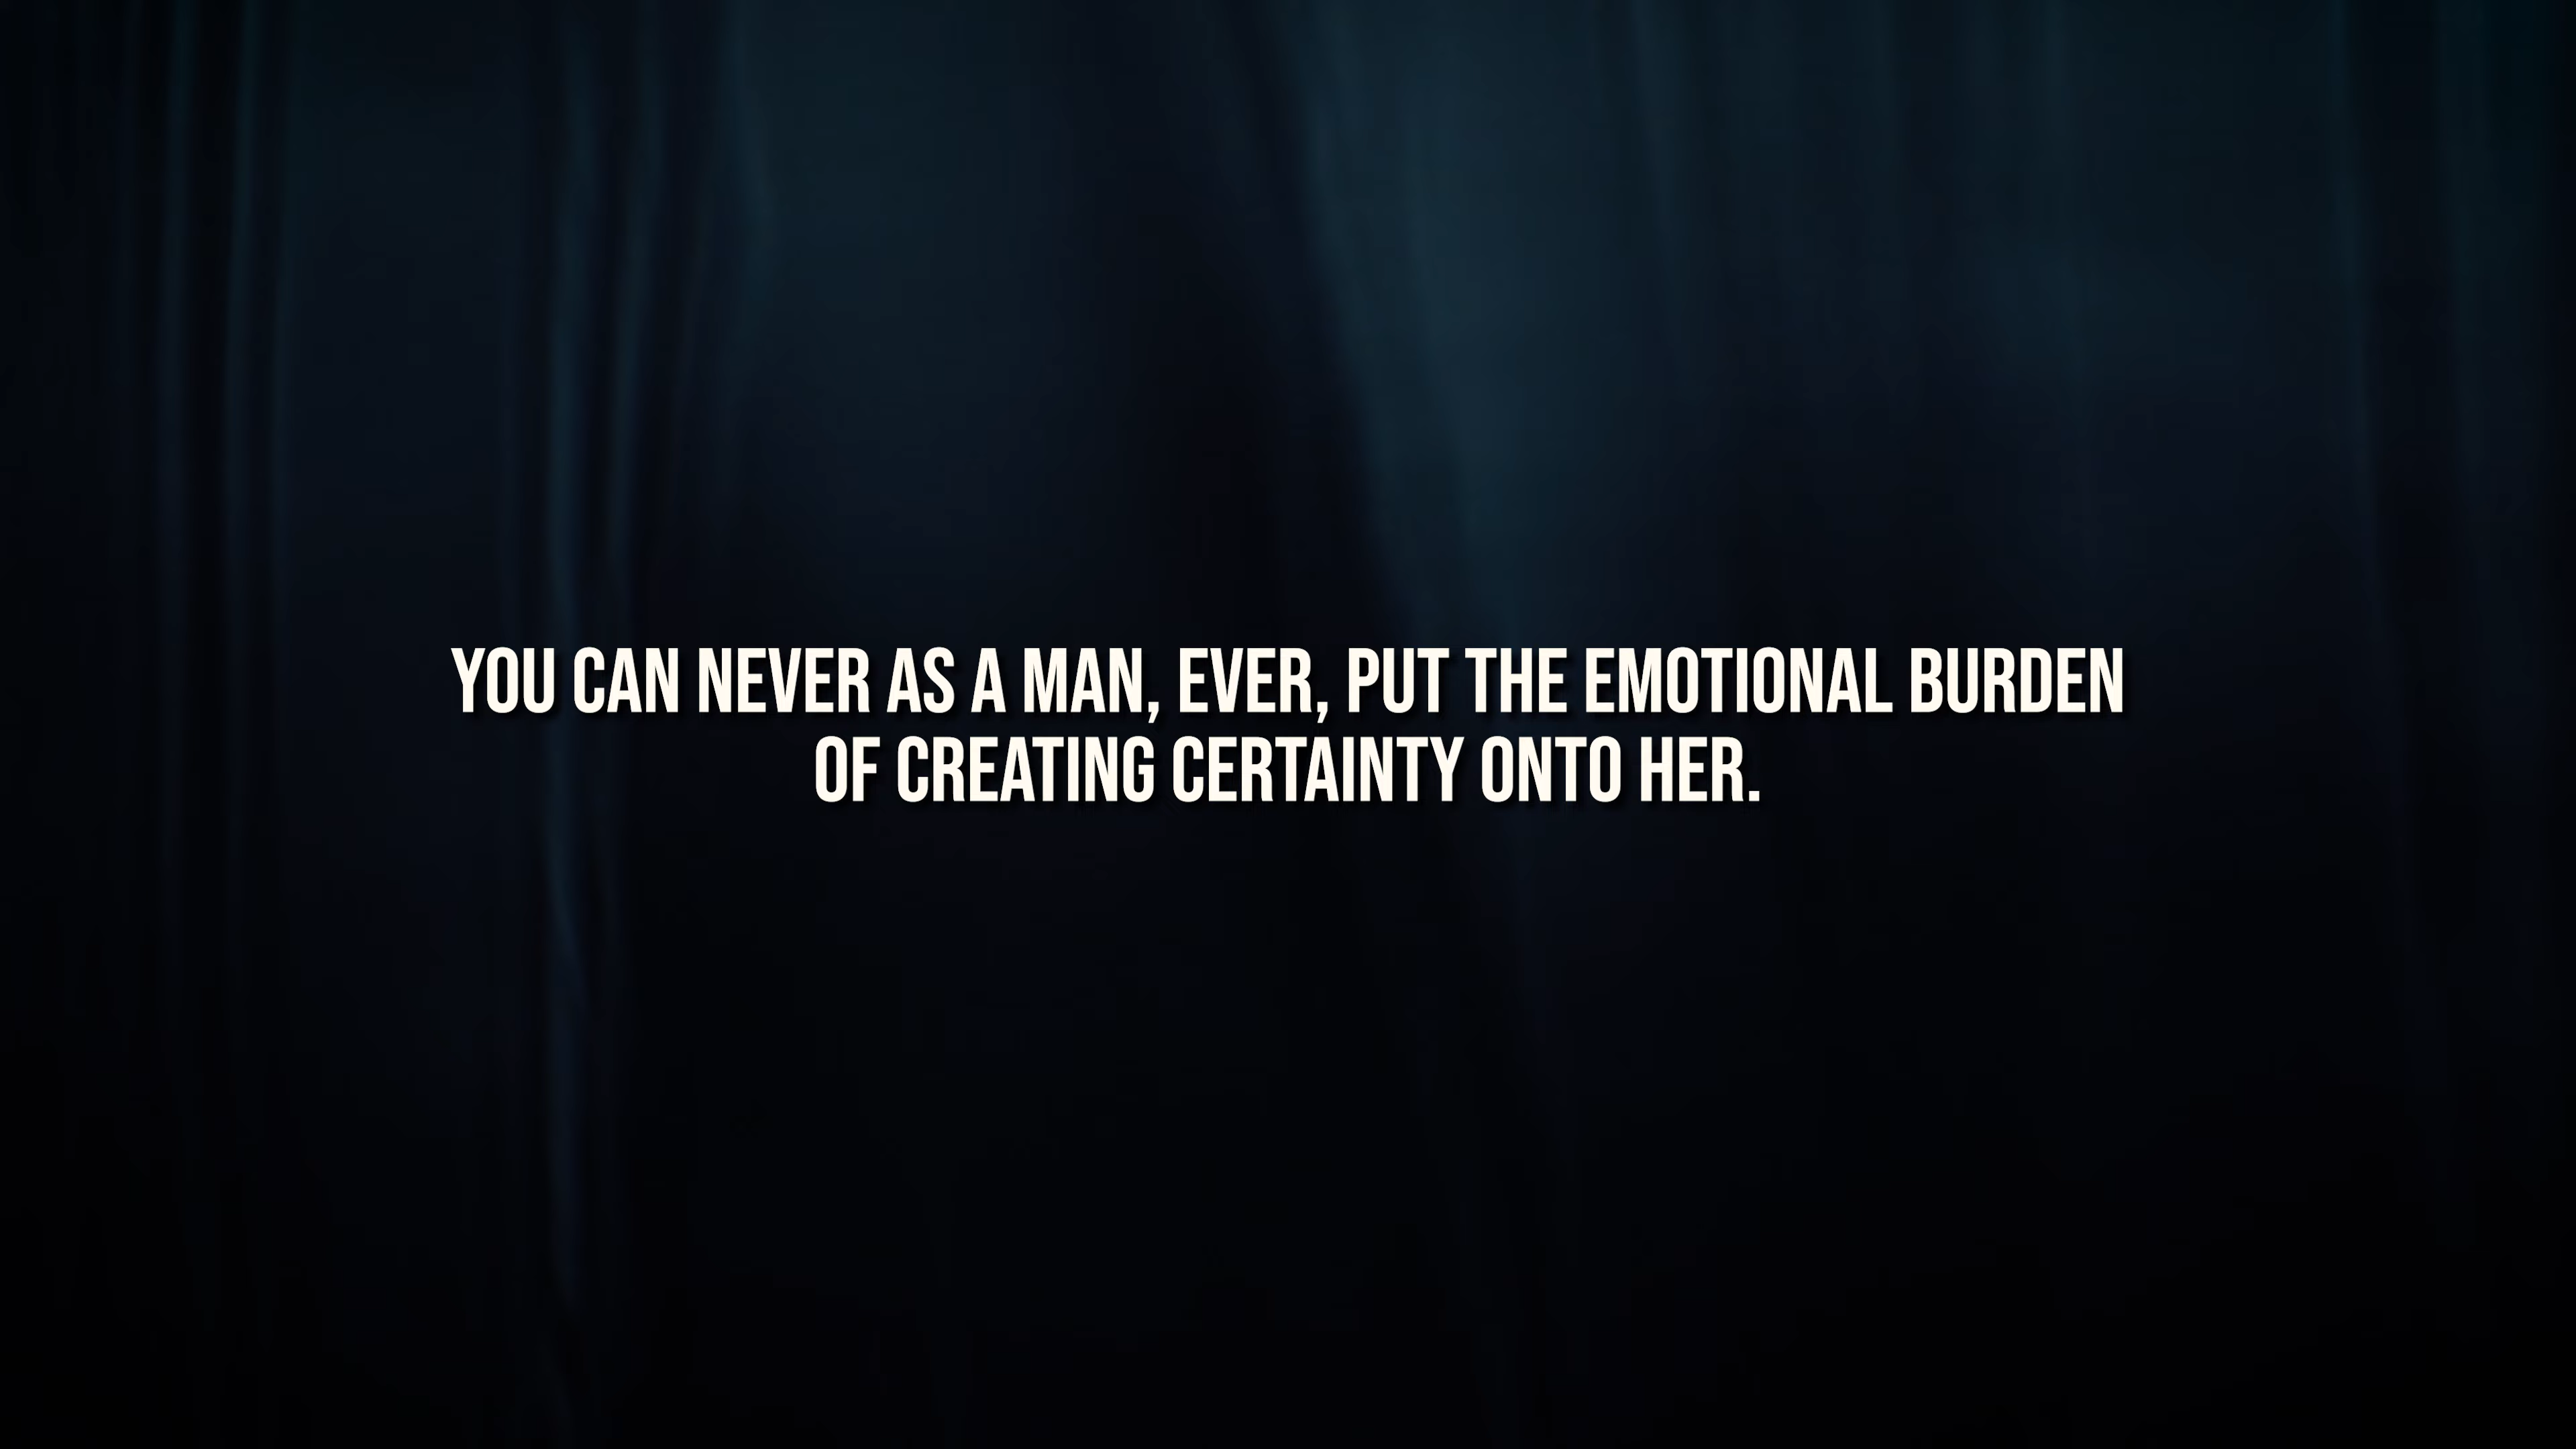 YOU CAN NEVER AS A MAN, EVER, PUT THE EMOTIONAL BURDEN
OF CREATING CERTAINTY ONTO HER.